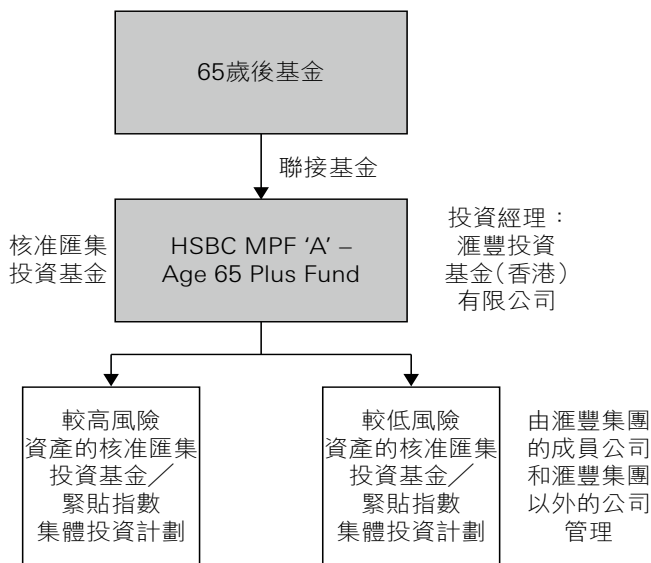 65歲後基金
聯接基金
核准匯集
投資基金
HSBC MPF ‘A’ –
Age 65 Plus Fund
投資經理：
滙豐投資
基金（香港）
有限公司
較高風險
資產的核准匯集
投資基金／
緊貼指數
集體投資計劃
較低風險
資產的核准匯集
投資基金／
緊貼指數
集體投資計劃
由滙豐集團
的成員公司
和滙豐集團
以外的公司
管理